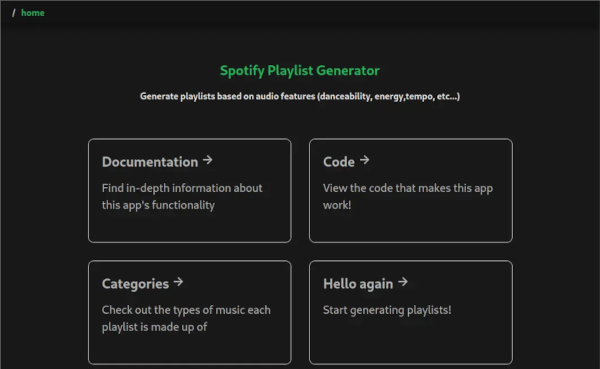 / home
Spotify Playlist Generator
Generate playlists based on audio features (danceability, energy,tempo, etc...)
Documentation →
Find in-depth information about
this app's functionality
Code →
View the code that makes this app
work!
Categories →
Check out the types of music each
playlist is made up of
Hello again →
Start generating playlists!